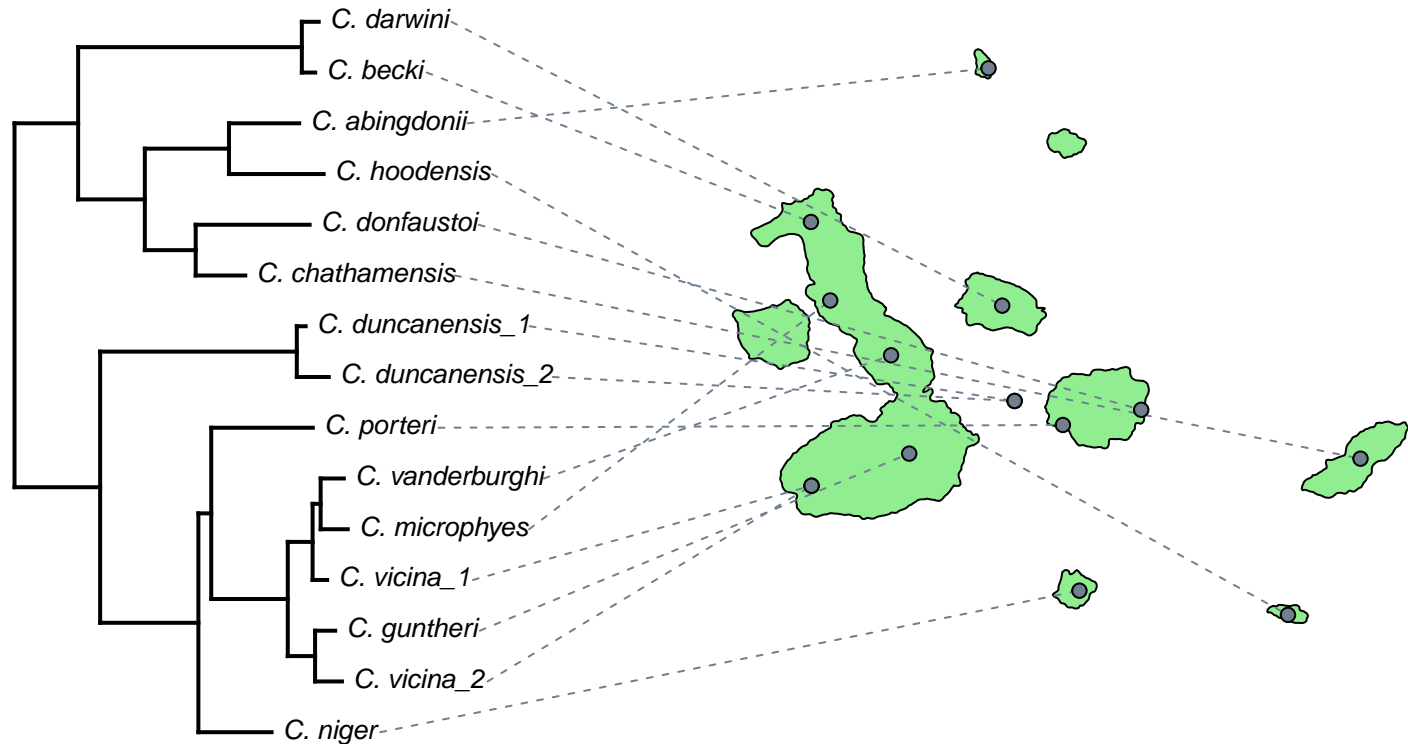 C. darwini
C. becki
C. abingdonii
C. hoodensis
C. donfaustoi
C. chathamensis
C. duncanensis_1
C. duncanensis_2
C. porteri
C. vanderburghi
C. microphyes
C. vicina_1
C. guntheri
C. vicina_2
C. niger